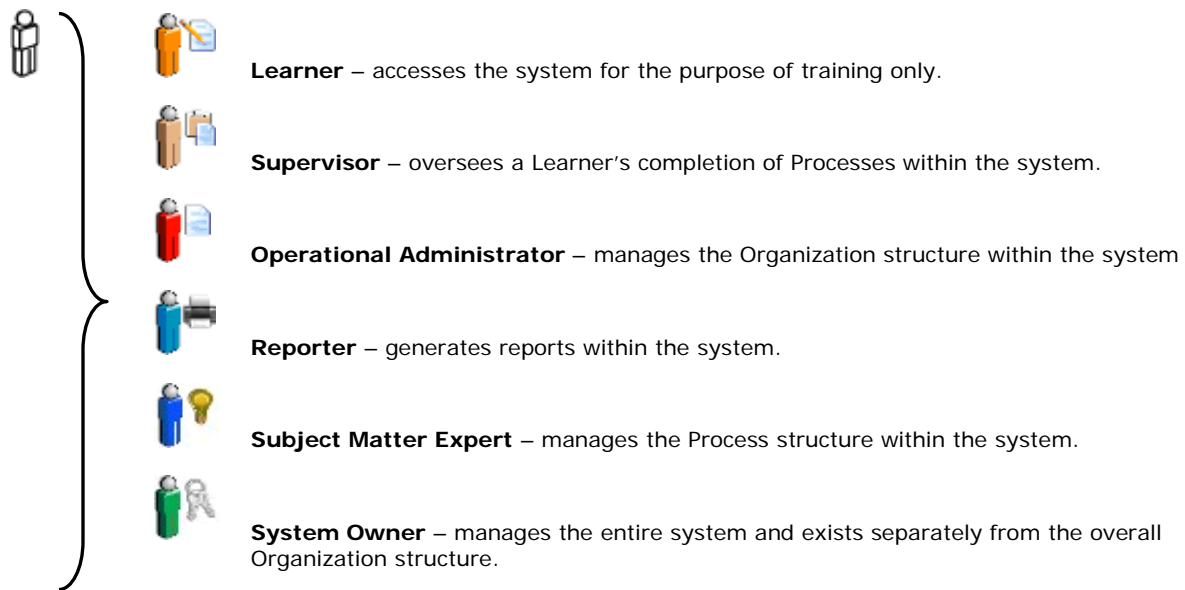 Learner – accesses the system for the purpose of training only.
Supervisor – oversees a Learner's completion of Processes within the system.
Operational Administrator – manages the Organization structure within the system
Reporter – generates reports within the system.
Subject Matter Expert – manages the Process structure within the system.
System Owner – manages the entire system and exists separately from the overall
Organization structure.